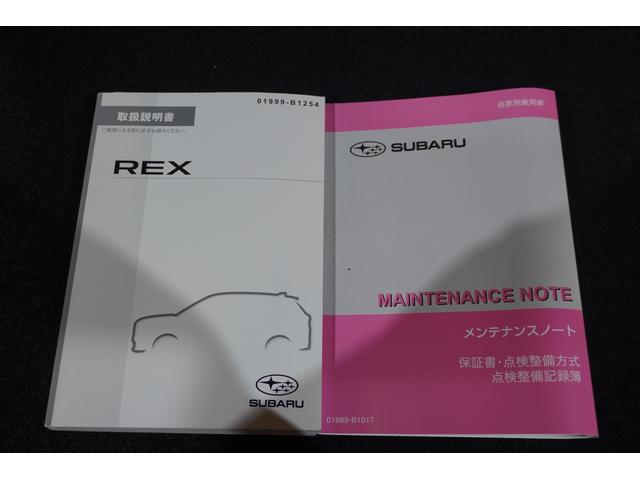 01999-B1254
取扱説明書
ご使用になる前に必ずお読みください。
REX
SUBARU
自家用乗用車
SUBARU
MAINTENANCE NOTE
メンテナンスノート
保証書・点検整備方式
点検整備記録簿
01989-B1017